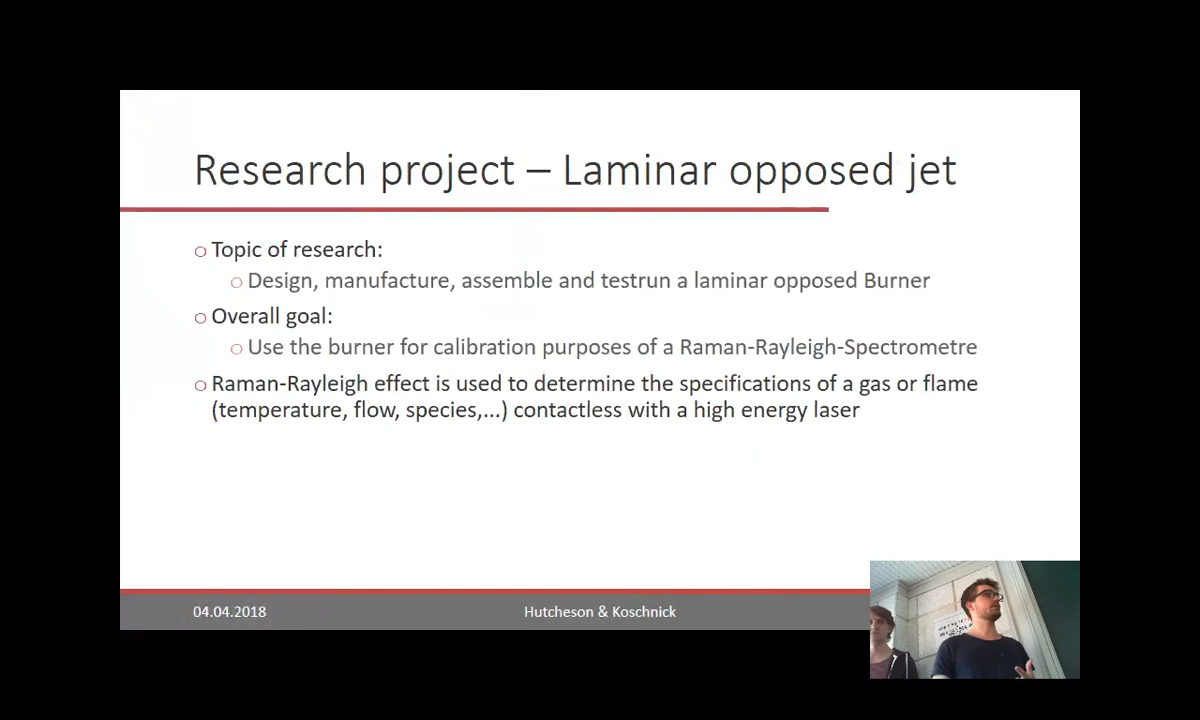 Research project – Laminar opposed jet
Topic of research:
Design, manufacture, assemble and testrun a laminar opposed Burner
Overall goal:
Use the burner for calibration purposes of a Raman-Rayleigh-Spectrometre
Raman-Rayleigh effect is used to determine the specifications of a gas or flame
(temperature, flow, species,...) contactless with a high energy laser
04.04.2018
Hutcheson & Koschnick